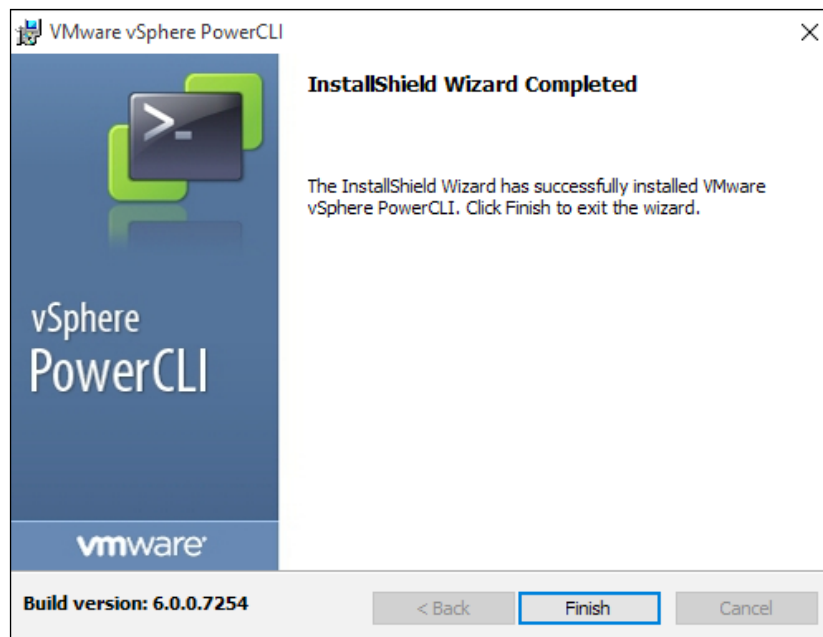 VMware vSphere PowerCLI
InstallShield Wizard Completed
The InstallShield Wizard has successfully installed VMware
vSphere PowerCLI. Click Finish to exit the wizard.
>_
vSphere
PowerCLI
vmware
Build version: 6.0.0.7254
< Back Finish Cancel